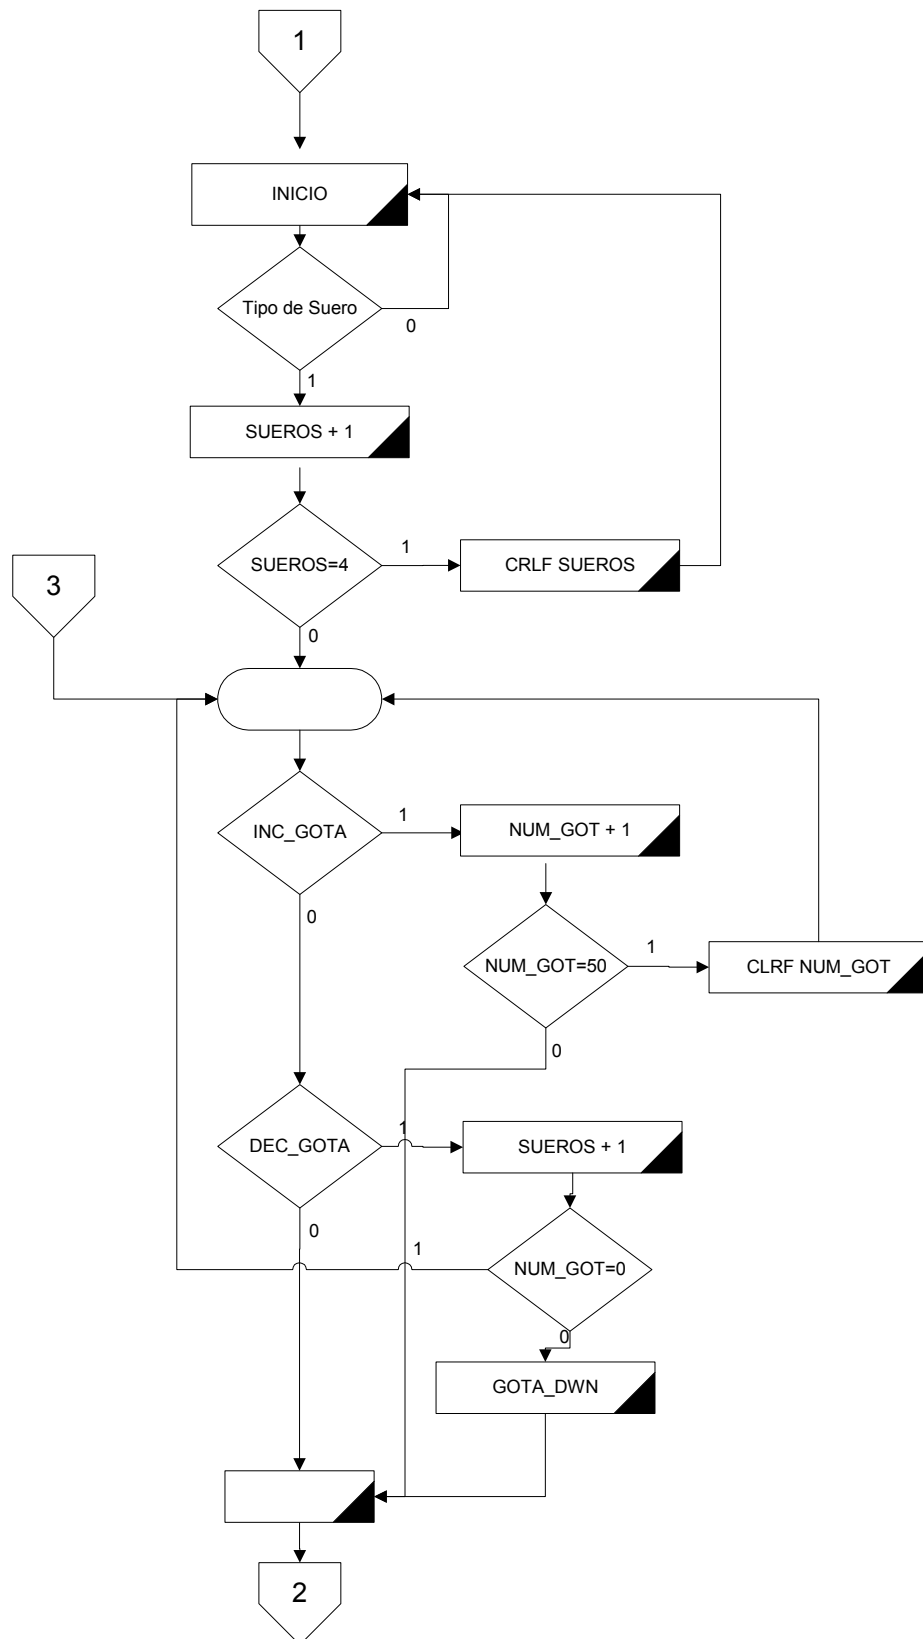 1
INICIO
Tipo de Suero
0
1
SUEROS + 1
SUEROS=4
1
CRLF SUEROS
3
0
INC_GOTA
1
NUM_GOT + 1
0
NUM_GOT=50
1
CLRF NUM_GOT
0
DEC_GOTA
1
SUEROS + 1
0
1
NUM_GOT=0
0
GOTA_DWN
2